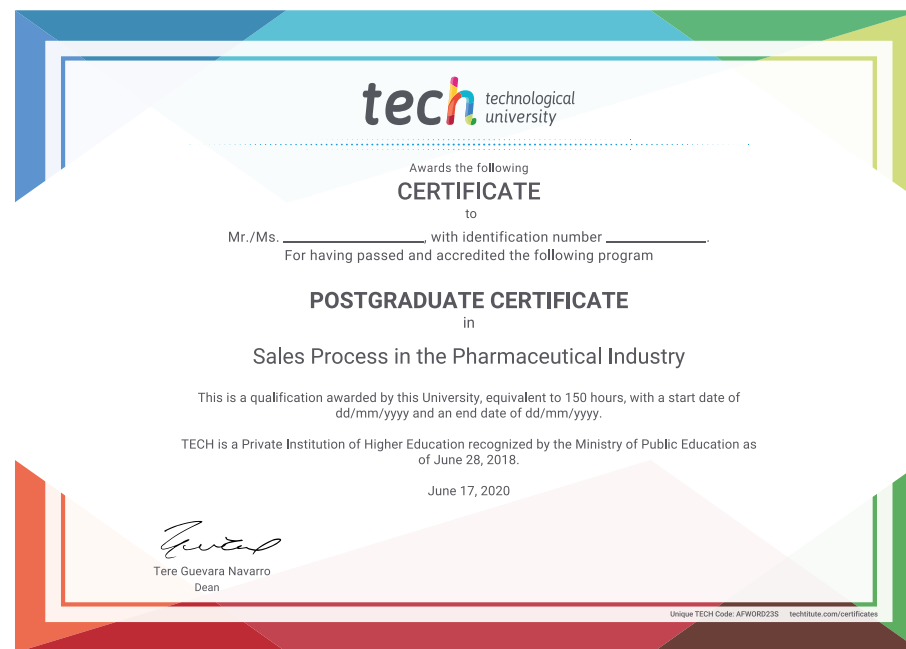 tech technological
university
Awards the following
CERTIFICATE
to
Mr./Ms. ____________________, with identification number ______________.
For having passed and accredited the following program
POSTGRADUATE CERTIFICATE
in
Sales Process in the Pharmaceutical Industry
This is a qualification awarded by this University, equivalent to 150 hours, with a start date of
dd/mm/yyyy and an end date of dd/mm/yyyy.
TECH is a Private Institution of Higher Education recognized by the Ministry of Public Education as
of June 28, 2018.
June 17, 2020
Tere Guevara Navarro
Dean
Unique TECH Code: AFWORD23S techtitute.com/certificates